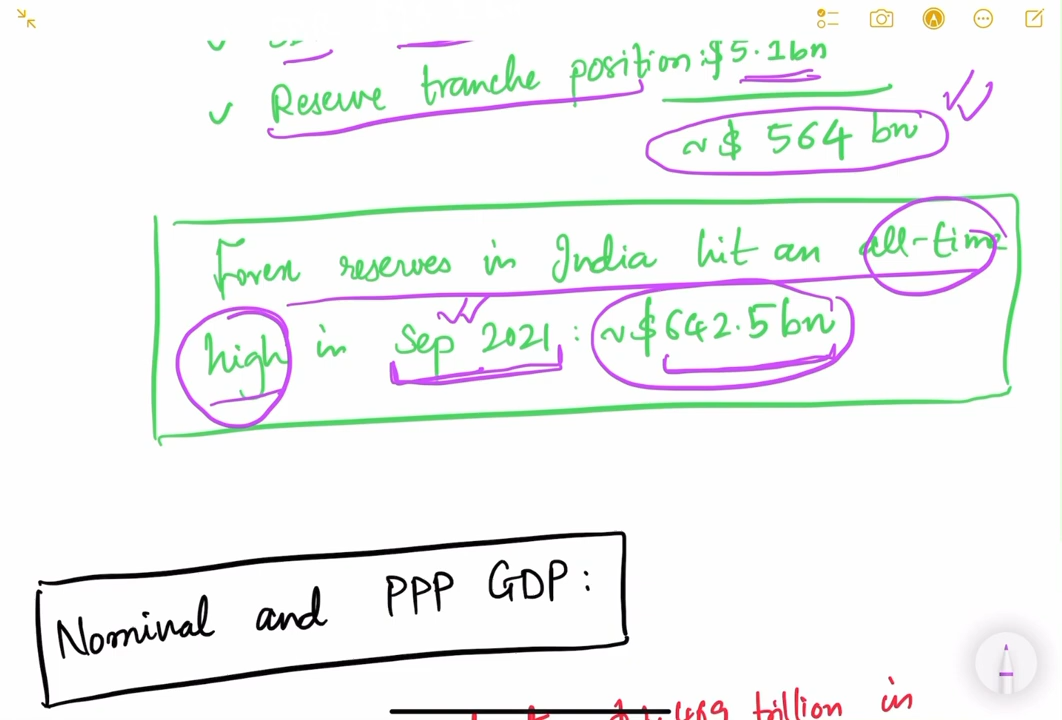 ✓ Reserve tranche position: $5.1bn
~$ 564 bn
Forex reserves in India hit an all-time
high in Sep 2021 : ~$642.5bn
Nominal and PPP GDP:
trillion in